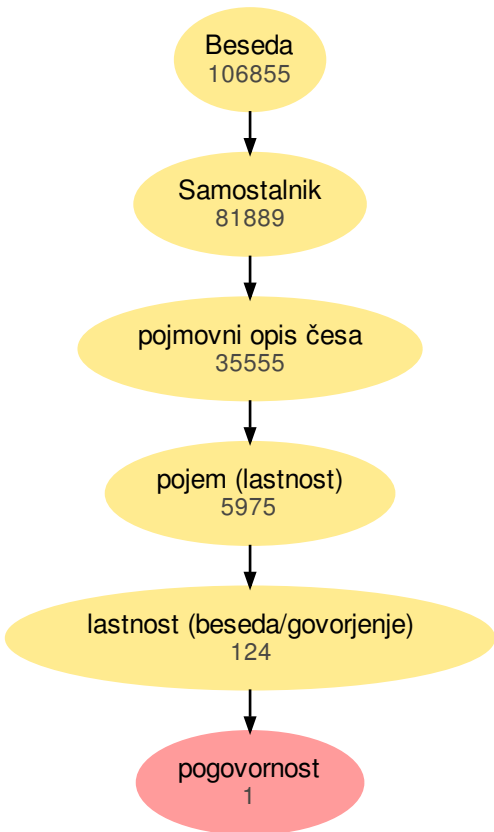 Beseda
106855
Samostalnik
81889
pojmovni opis česa
35555
pojem (lastnost)
5975
lastnost (beseda/govorjenje)
124
pogovornost
1